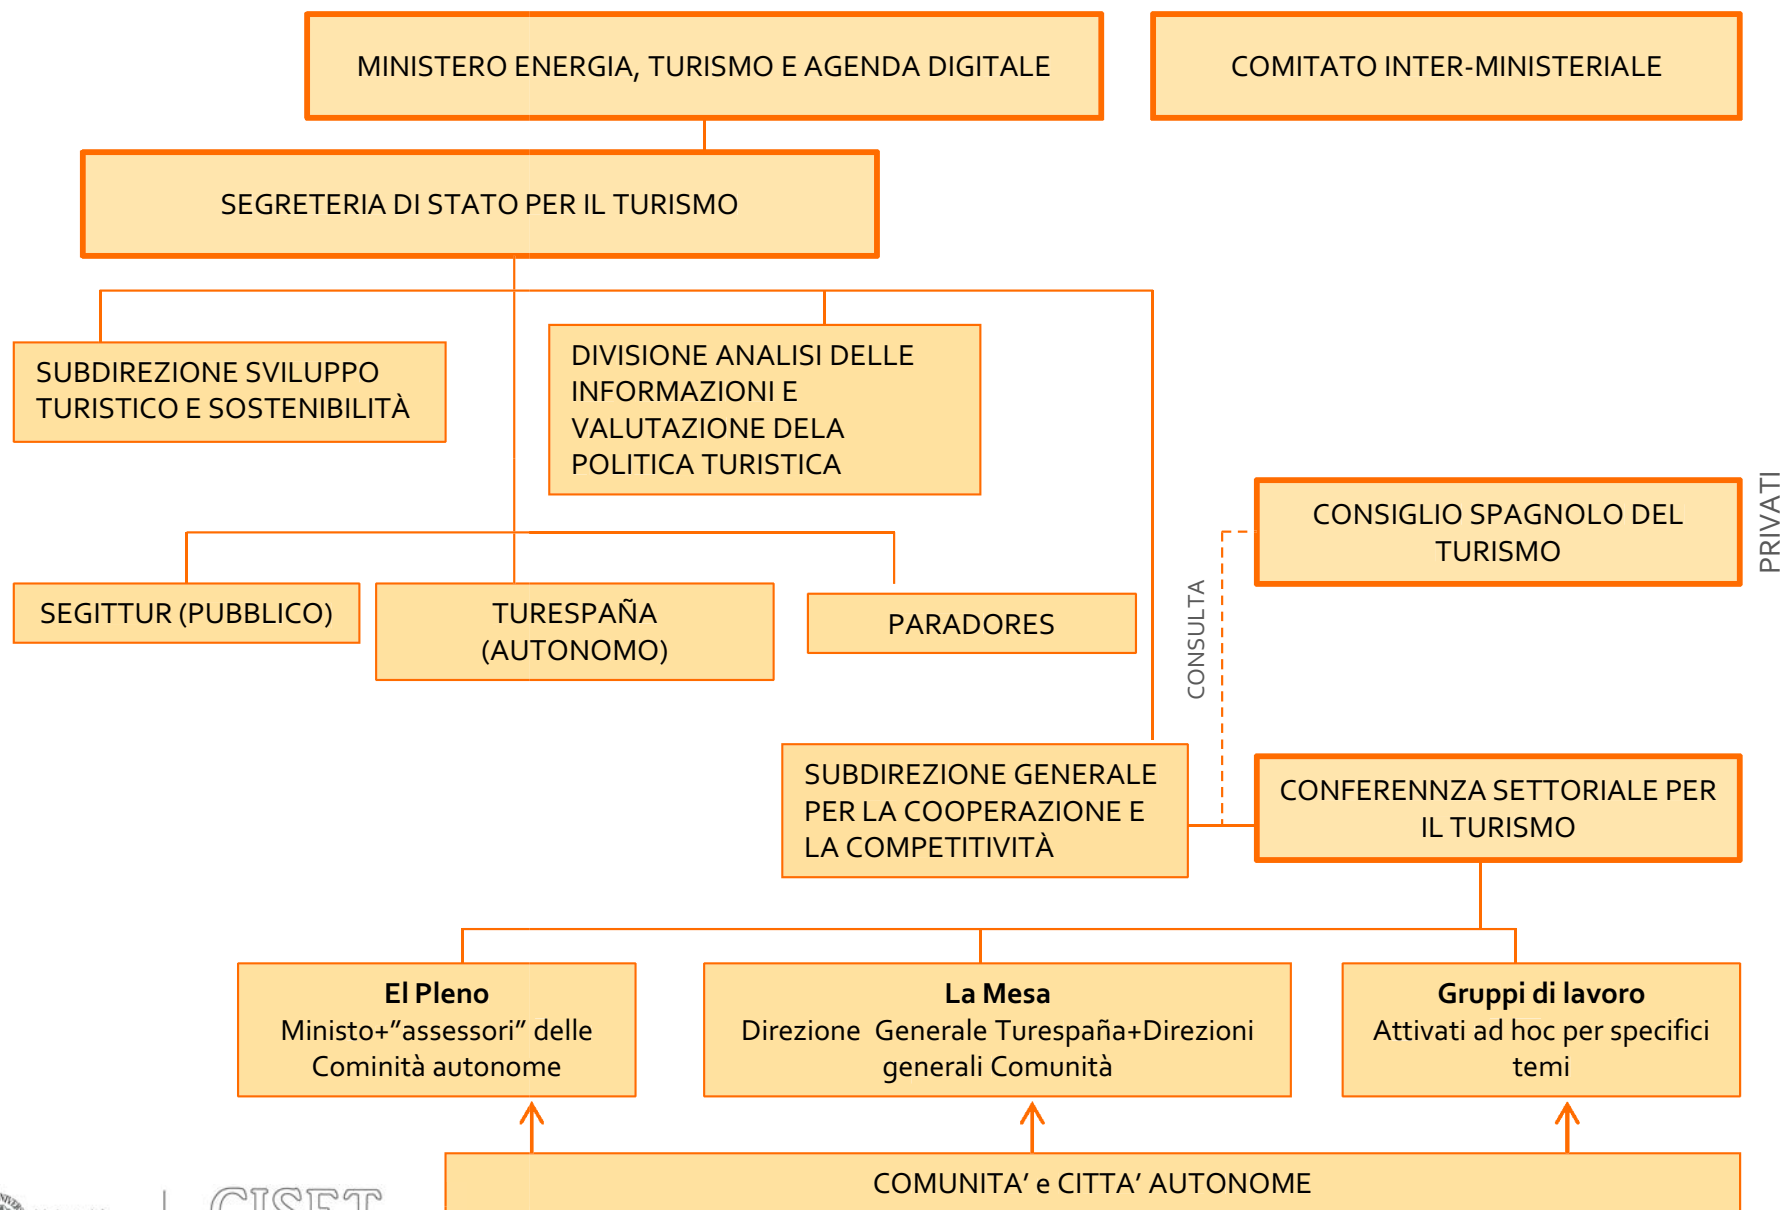 MINISTERO ENERGIA, TURISMO E AGENDA DIGITALE
COMITATO INTER-MINISTERIALE
SEGRETERIA DI STATO PER IL TURISMO
SUBDIREZIONE SVILUPPO
TURISTICO E SOSTENIBILITÀ
DIVISIONE ANALISI DELLE
INFORMAZIONI E
VALUTAZIONE DELA
POLITICA TURISTICA
CONSIGLIO SPAGNOLO DEL
TURISMO
PRIVATI
SEGITTUR (PUBBLICO)
TURESPAÑA
(AUTONOMO)
PARADORES
CONSULTA
SUBDIREZIONE GENERALE
PER LA COOPERAZIONE E
LA COMPETITIVITÀ
CONFERENNZA SETTORIALE PER
IL TURISMO
El Pleno
Ministo+”assessori” delle
Cominità autonome
La Mesa
Direzione Generale Turespaña+Direzioni
generali Comunità
Gruppi di lavoro
Attivati ad hoc per specifici
temi
COMUNITA’ e CITTA’ AUTONOME
CISET